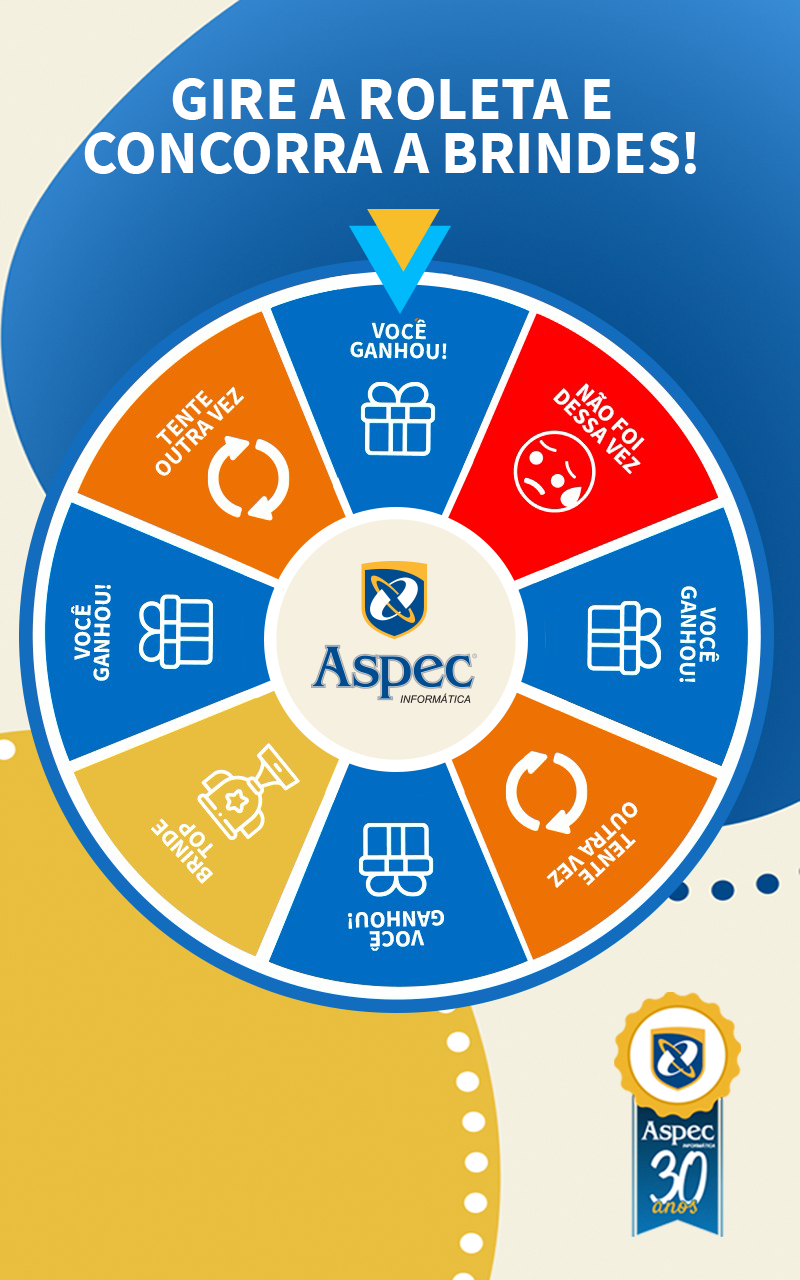 GIRE A ROLETA E
CONCORRA A BRINDES!
VOCÊ
GANHOU!
NÃO FOI
DESSA VEZ
VOCÊ
GANHOU!
TENTE
OUTRA VEZ
VOCÊ
GANHOU!
BRINDE
TOP
VOCÊ
GANHOU!
TENTE
OUTRA VEZ
Aspec®
INFORMÁTICA
Aspec
INFORMÁTICA
30
anos